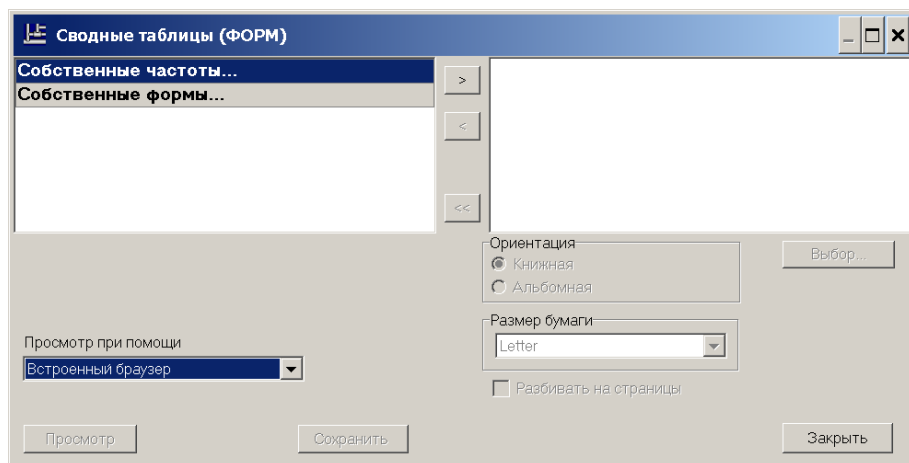 Сводные таблицы (ФОРМ)
Собственные частоты...
Собственные формы...
>
<
<<
Ориентация
Книжная
Альбомная
Выбор...
Размер бумаги
Letter
Просмотр при помощи
Встроенный браузер
Разбивать на страницы
Просмотр
Сохранить
Закрыть